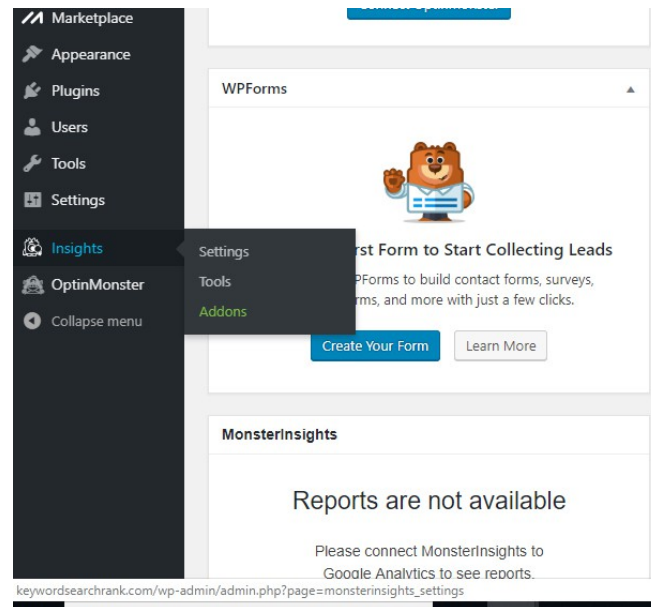 Marketplace
Appearance
Plugins
Users
Tools
Settings
Insights
OptinMonster
Collapse menu
Settings
Tools
Addons
WPForms
rst Form to Start Collecting Leads
PForms to build contact forms, surveys,
rms, and more with just a few clicks.
Create Your Form
Learn More
MonsterInsights
Reports are not available
Please connect MonsterInsights to
Google Analytics to see reports.
keywordsearchrank.com/wp-admin/admin.php?page=monsterinsights_settings